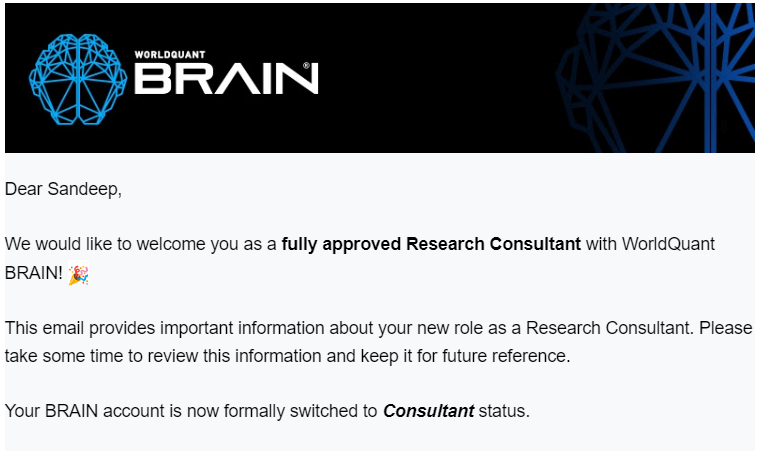 WORLDQUANT
BRAIN®
Dear Sandeep,
We would like to welcome you as a fully approved Research Consultant with WorldQuant
BRAIN! 🎉
This email provides important information about your new role as a Research Consultant. Please
take some time to review this information and keep it for future reference.
Your BRAIN account is now formally switched to Consultant status.